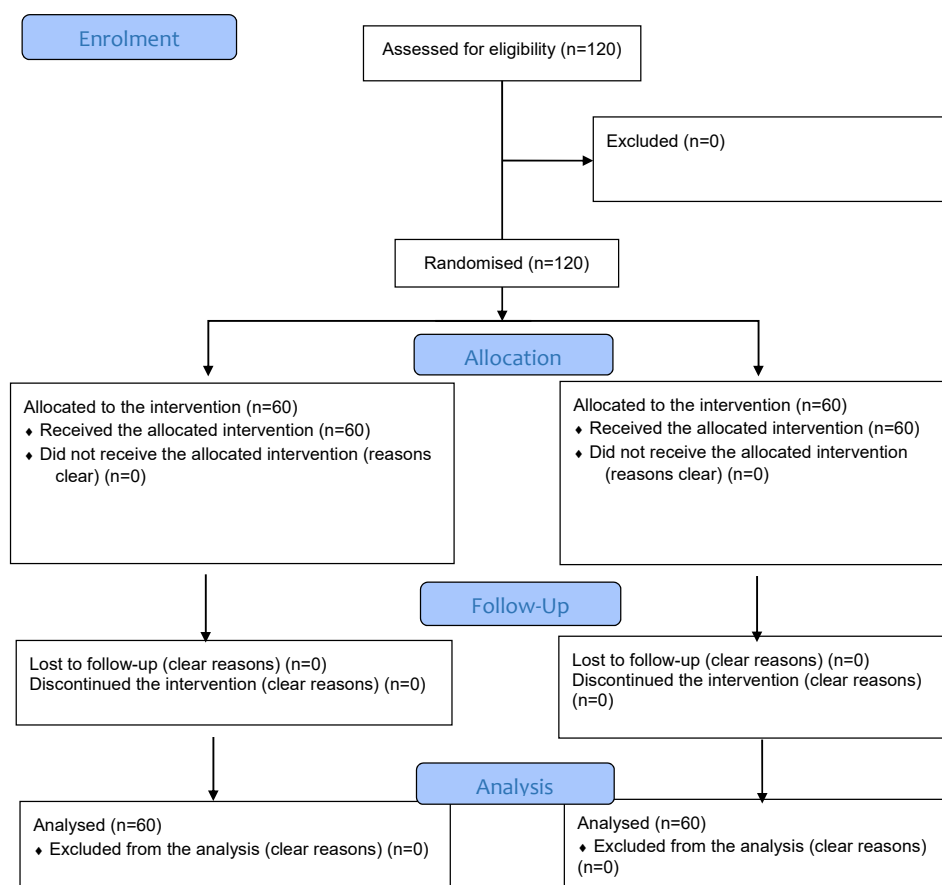 Enrolment
Assessed for eligibility (n=120)
Excluded (n=0)
Randomised (n=120)
Allocation
Allocated to the intervention (n=60)
♦ Received the allocated intervention (n=60)
♦ Did not receive the allocated intervention (reasons
clear) (n=0)
Allocated to the intervention (n=60)
♦ Received the allocated intervention (n=60)
♦ Did not receive the allocated intervention
(reasons clear) (n=0)
Follow-Up
Lost to follow-up (clear reasons) (n=0)
Discontinued the intervention (clear reasons) (n=0)
Lost to follow-up (clear reasons) (n=0)
Discontinued the intervention (clear reasons)
(n=0)
Analysis
Analysed (n=60)
♦ Excluded from the analysis (clear reasons) (n=0)
Analysed (n=60)
♦ Excluded from the analysis (clear reasons)
(n=0)